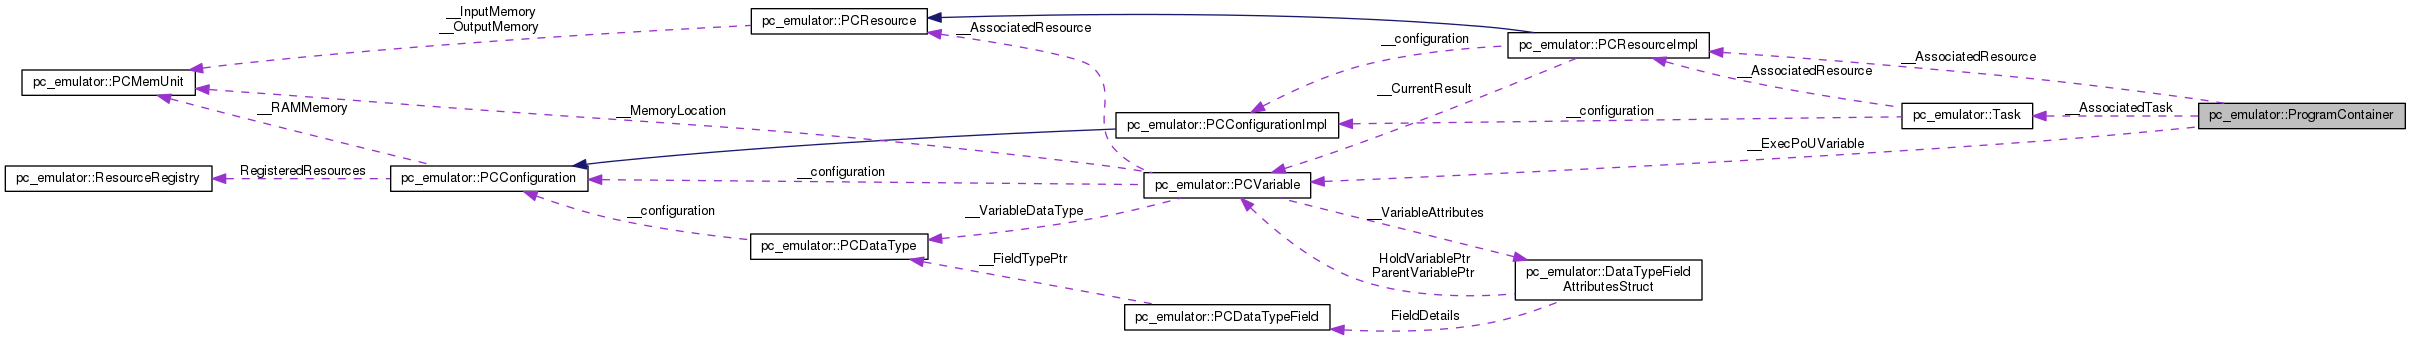 __InputMemory
__OutputMemory
pc_emulator::PCResource
__AssociatedResource
__configuration
pc_emulator::PCResourceImpl
__AssociatedResource
__AssociatedResource
pc_emulator::PCMemUnit
__RAMMemory
__MemoryLocation
__CurrentResult
pc_emulator::PCConfigurationImpl
__configuration
pc_emulator::Task
__AssociatedTask
pc_emulator::ProgramContainer
__ExecPoUVariable
pc_emulator::ResourceRegistry
RegisteredResources
pc_emulator::PCConfiguration
__configuration
pc_emulator::PCVariable
__configuration
__VariableDataType
__VariableAttributes
pc_emulator::PCDataType
__FieldTypePtr
HoldVariablePtr
ParentVariablePtr
pc_emulator::DataTypeField
AttributesStruct
pc_emulator::PCDataTypeField
FieldDetails